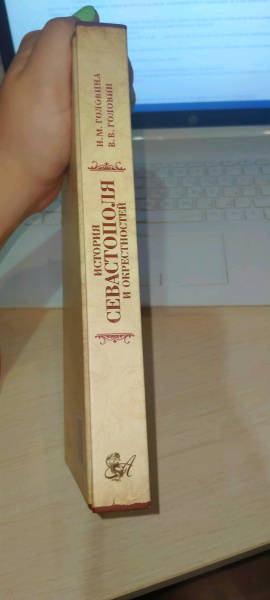 И.М. ГОЛОВИНА
В.В. ГОЛОВИН
ИСТОРИЯ
СЕВАСТОПОЛЯ
И ОКРЕСТНОСТЕЙ
А